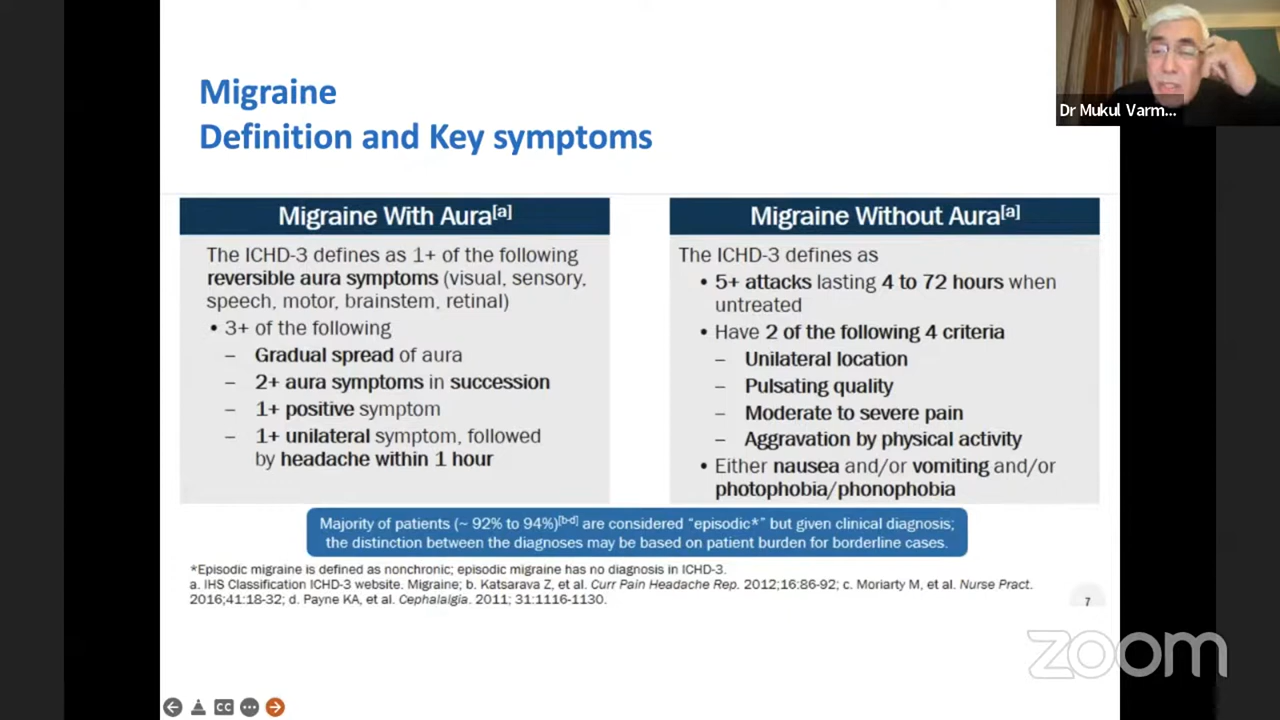 Dr Mukul Varm...
Migraine
Definition and Key symptoms
Migraine With Aura[a]
The ICHD-3 defines as 1+ of the following
reversible aura symptoms (visual, sensory,
speech, motor, brainstem, retinal)
• 3+ of the following
– Gradual spread of aura
– 2+ aura symptoms in succession
– 1+ positive symptom
– 1+ unilateral symptom, followed
by headache within 1 hour
Migraine Without Aura[a]
The ICHD-3 defines as
• 5+ attacks lasting 4 to 72 hours when
untreated
• Have 2 of the following 4 criteria
– Unilateral location
– Pulsating quality
– Moderate to severe pain
– Aggravation by physical activity
• Either nausea and/or vomiting and/or
photophobia/phonophobia
Majority of patients (~ 92% to 94%)[b-d] are considered "episodic*" but given clinical diagnosis;
the distinction between the diagnoses may be based on patient burden for borderline cases.
*Episodic migraine is defined as nonchronic; episodic migraine has no diagnosis in ICHD-3.
a. IHS Classification ICHD-3 website. Migraine; b. Katsarava Z, et al. Curr Pain Headache Rep. 2012;16:86-92; c. Moriarty M, et al. Nurse Pract.
2016;41:18-32; d. Payne KA, et al. Cephalalgia. 2011; 31:1116-1130.
7
zoom
CC